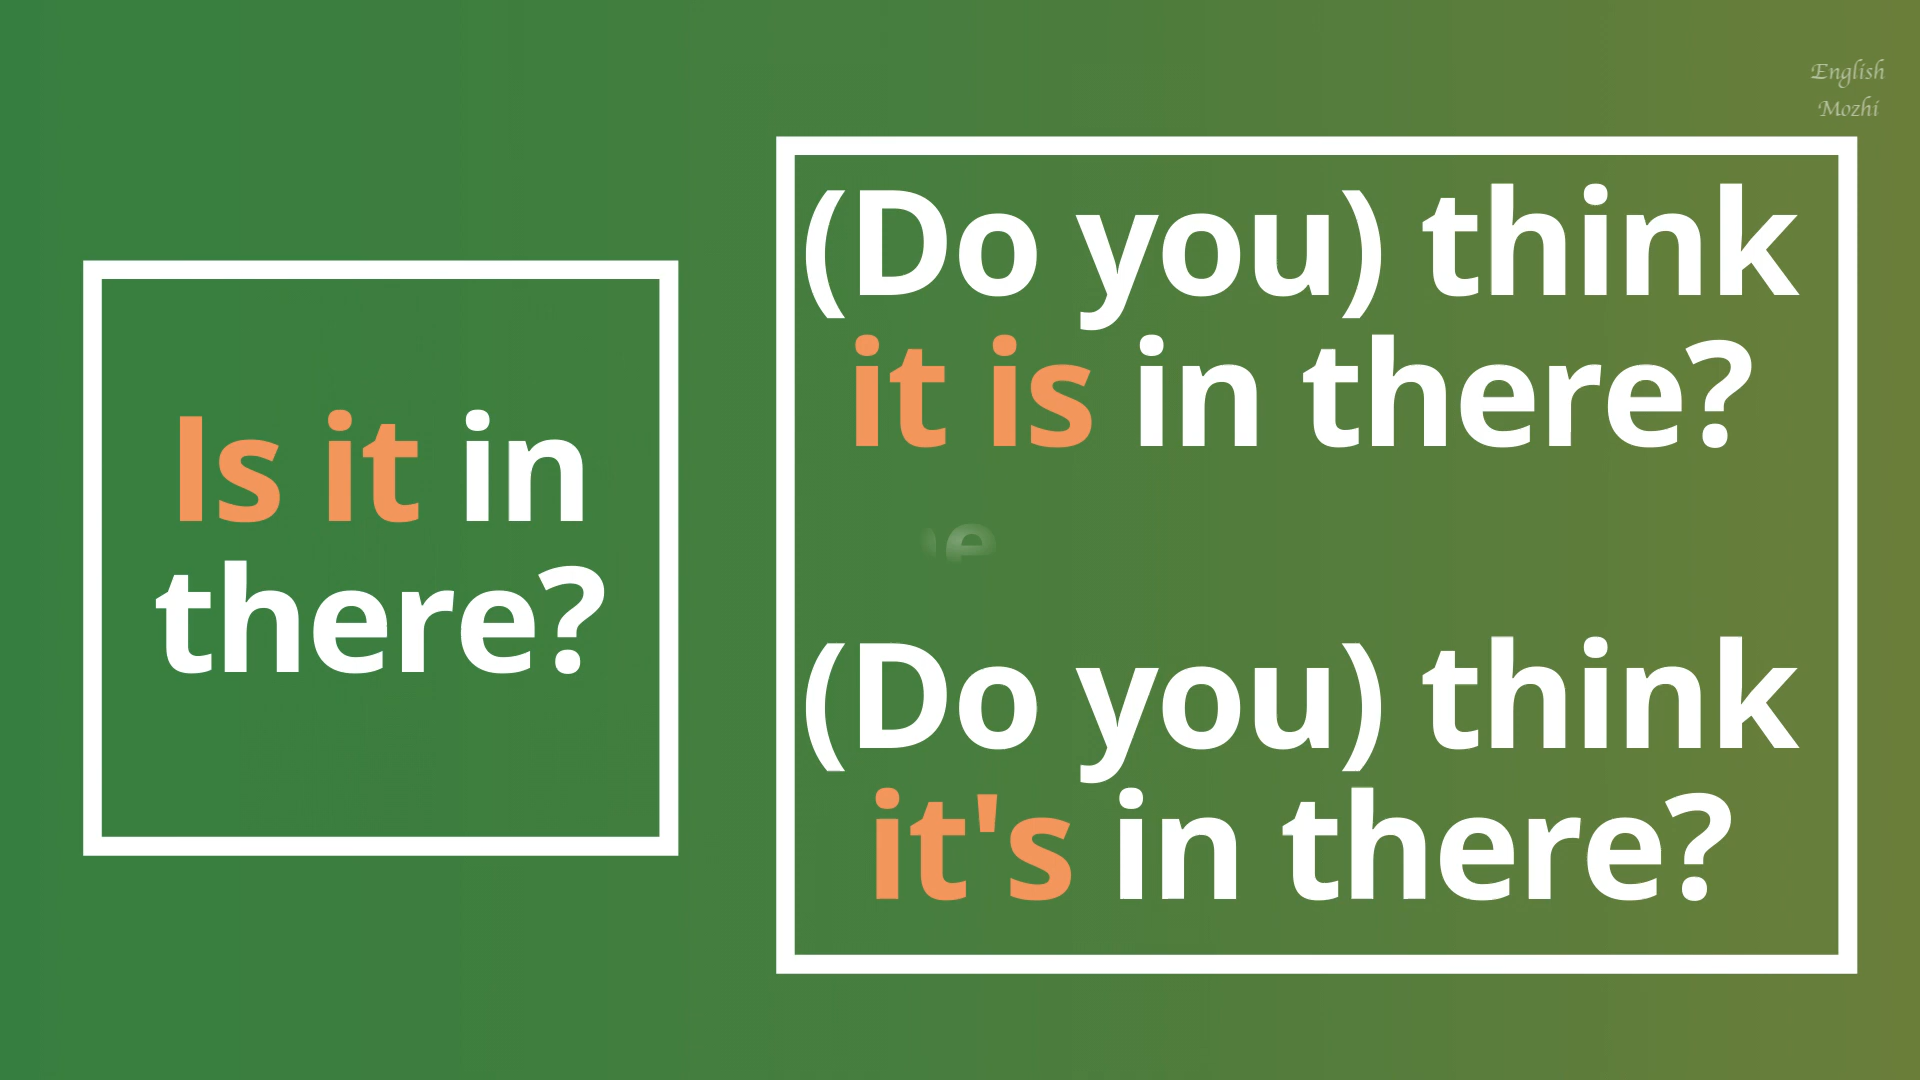 English
Mozhi
Is it in
there?
(Do you) think
it is in there?
(Do you) think
it's in there?